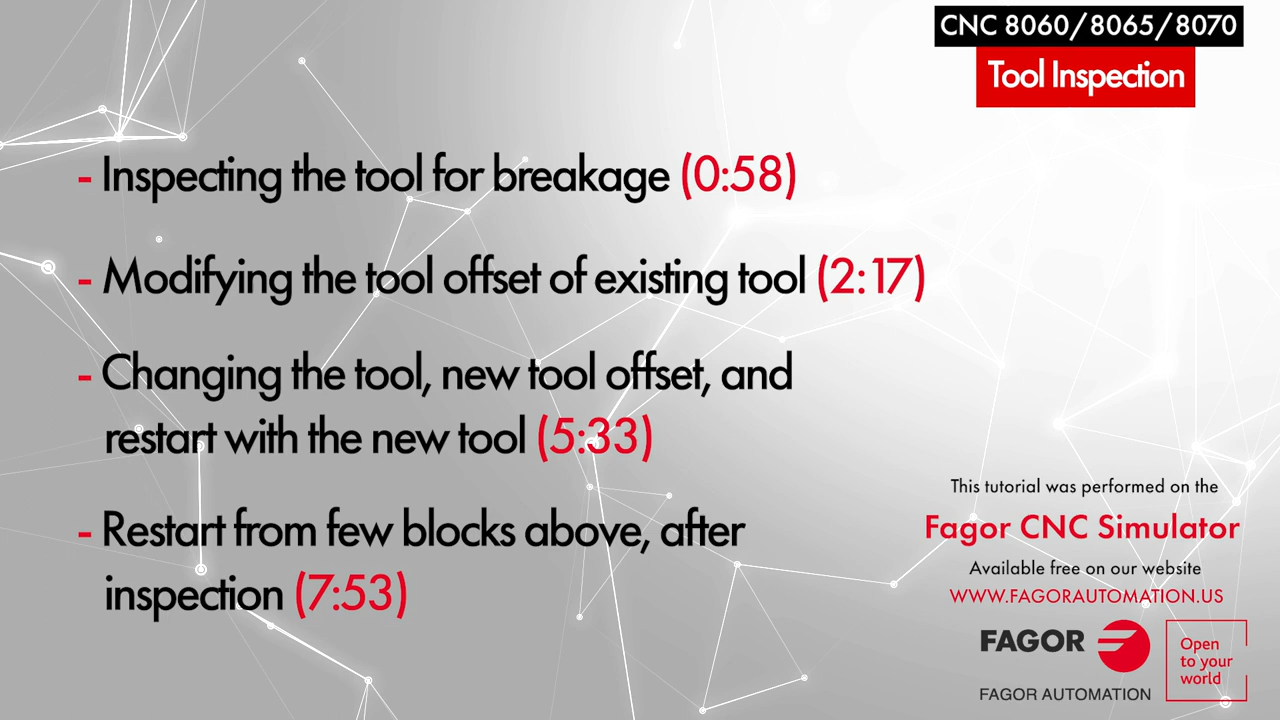 CNC 8060/8065/8070
Tool Inspection
- Inspecting the tool for breakage (0:58)
- Modifying the tool offset of existing tool (2:17)
- Changing the tool, new tool offset, and
restart with the new tool (5:33)
- Restart from few blocks above, after
inspection (7:53)
This tutorial was performed on the
Fagor CNC Simulator
Available free on our website
WWW.FAGORAUTOMATION.US
FAGOR
FAGOR AUTOMATION
Open
to your
world